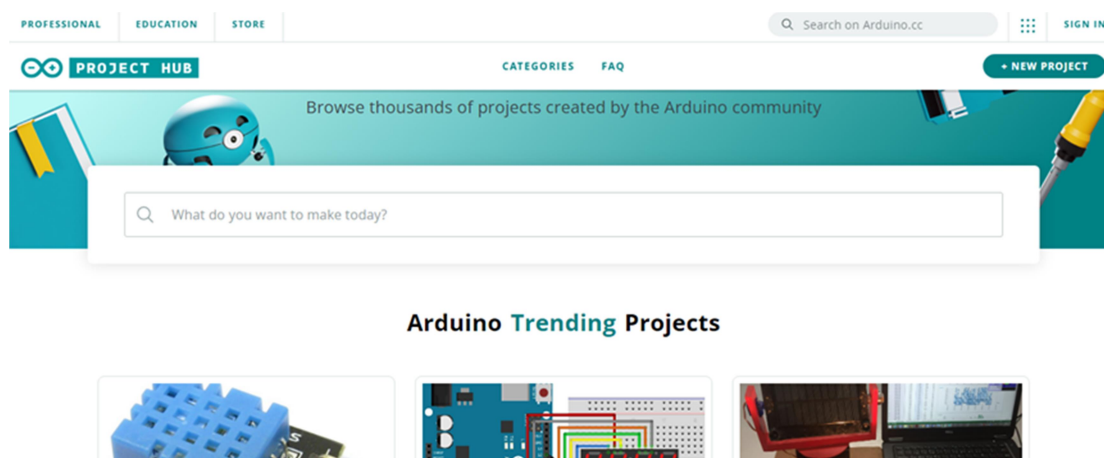 PROFESSIONAL EDUCATION STORE Search on Arduino.cc SIGN IN
PROJECT HUB CATEGORIES FAQ + NEW PROJECT
Browse thousands of projects created by the Arduino community
What do you want to make today?
Arduino Trending Projects